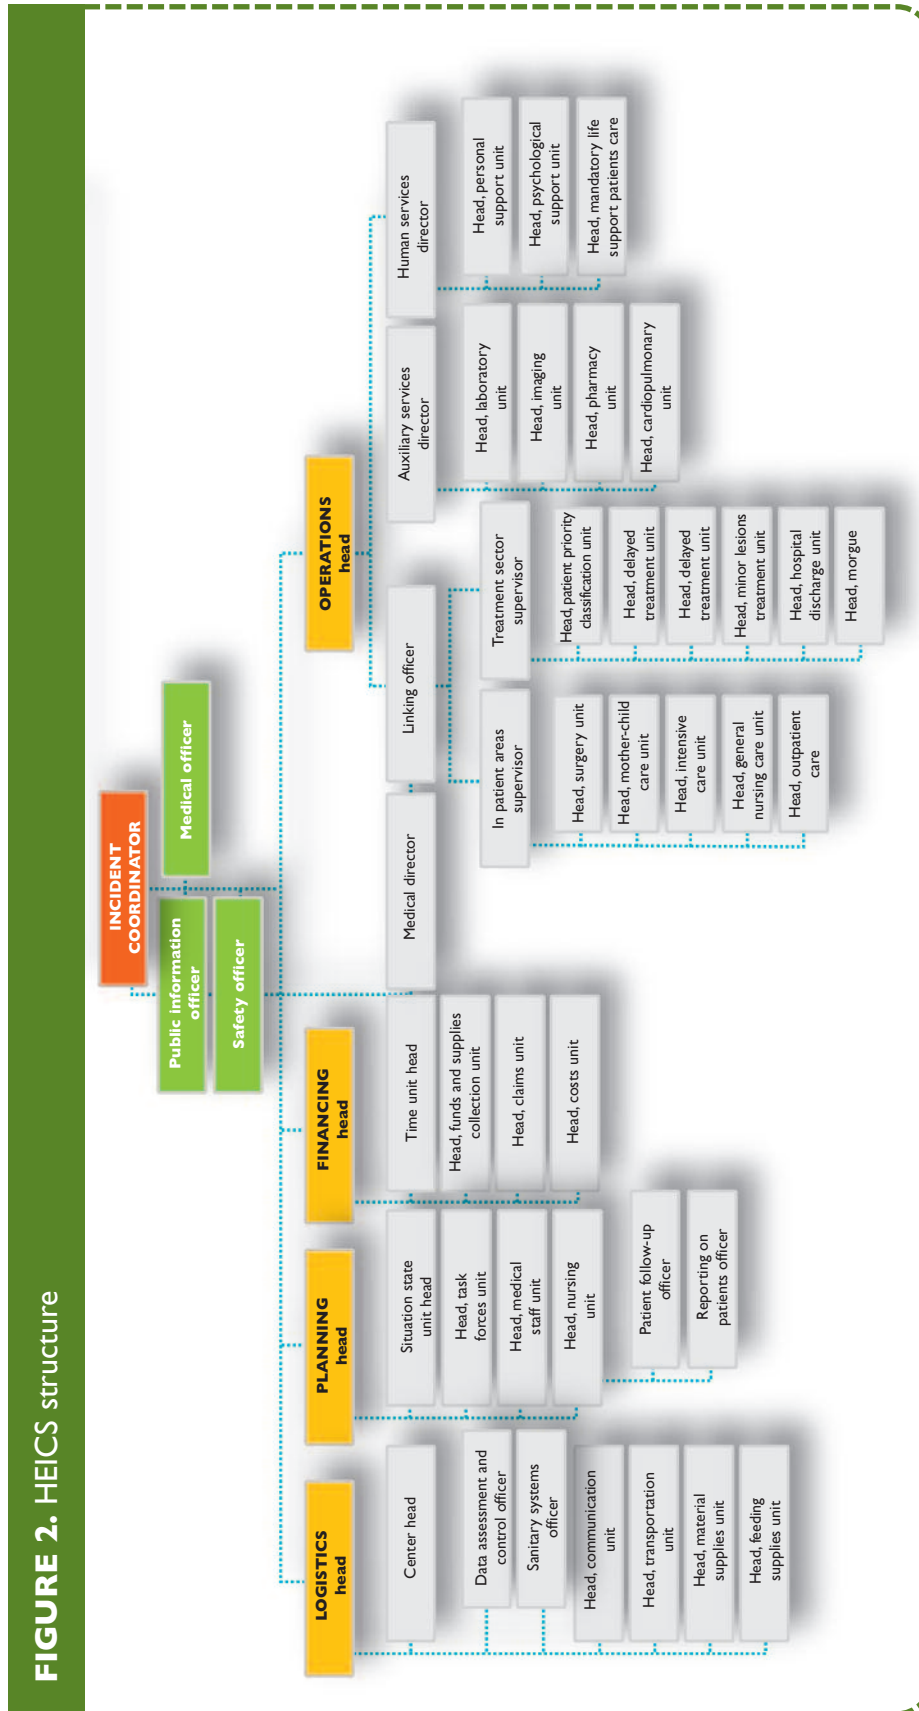 FIGURE 2. HEICS structure
INCIDENT
COORDINATOR
Public information
officer
Medical officer
Safety officer
LOGISTICS
head
Center head
Data assessment and
control officer
Sanitary systems
officer
Head, communication
unit
Head, transportation
unit
Head, material
supplies unit
Head, feeding
supplies unit
PLANNING
head
Situation state
unit head
Head, task
forces unit
Head, medical
staff unit
Head, nursing
unit
Patient follow-up
officer
Reporting on
patients officer
FINANCING
head
Time unit head
Head, funds and supplies
collection unit
Head, claims unit
Head, costs unit
Medical director
OPERATIONS
head
Linking officer
In patient areas
supervisor
Head, surgery unit
Head, mother-child
care unit
Head, intensive
care unit
Head, general
nursing care unit
Head, outpatient
care
Treatment sector
supervisor
Head, patient priority
classification unit
Head, delayed
treatment unit
Head, delayed
treatment unit
Head, minor lesions
treatment unit
Head, hospital
discharge unit
Head, morgue
Auxiliary services
director
Head, laboratory
unit
Head, imaging
unit
Head, pharmacy
unit
Head, cardiopulmonary
unit
Human services
director
Head, personal
support unit
Head, psychological
support unit
Head, mandatory life
support patients care